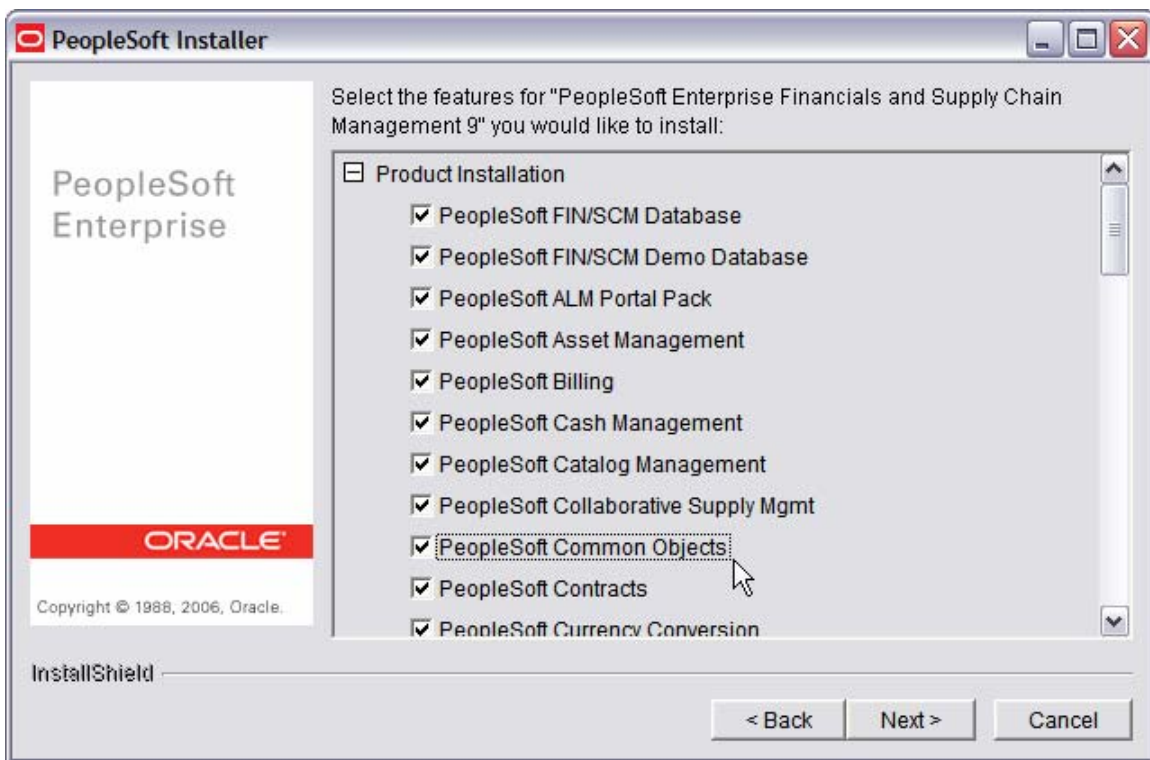 PeopleSoft Installer
Select the features for "PeopleSoft Enterprise Financials and Supply Chain
Management 9" you would like to install:
PeopleSoft
Enterprise
ORACLE
Copyright © 1988, 2006, Oracle.
Product Installation
PeopleSoft FIN/SCM Database
PeopleSoft FIN/SCM Demo Database
PeopleSoft ALM Portal Pack
PeopleSoft Asset Management
PeopleSoft Billing
PeopleSoft Cash Management
PeopleSoft Catalog Management
PeopleSoft Collaborative Supply Mgmt
PeopleSoft Common Objects
PeopleSoft Contracts
PeopleSoft Currency Conversion
InstallShield
< Back
Next >
Cancel